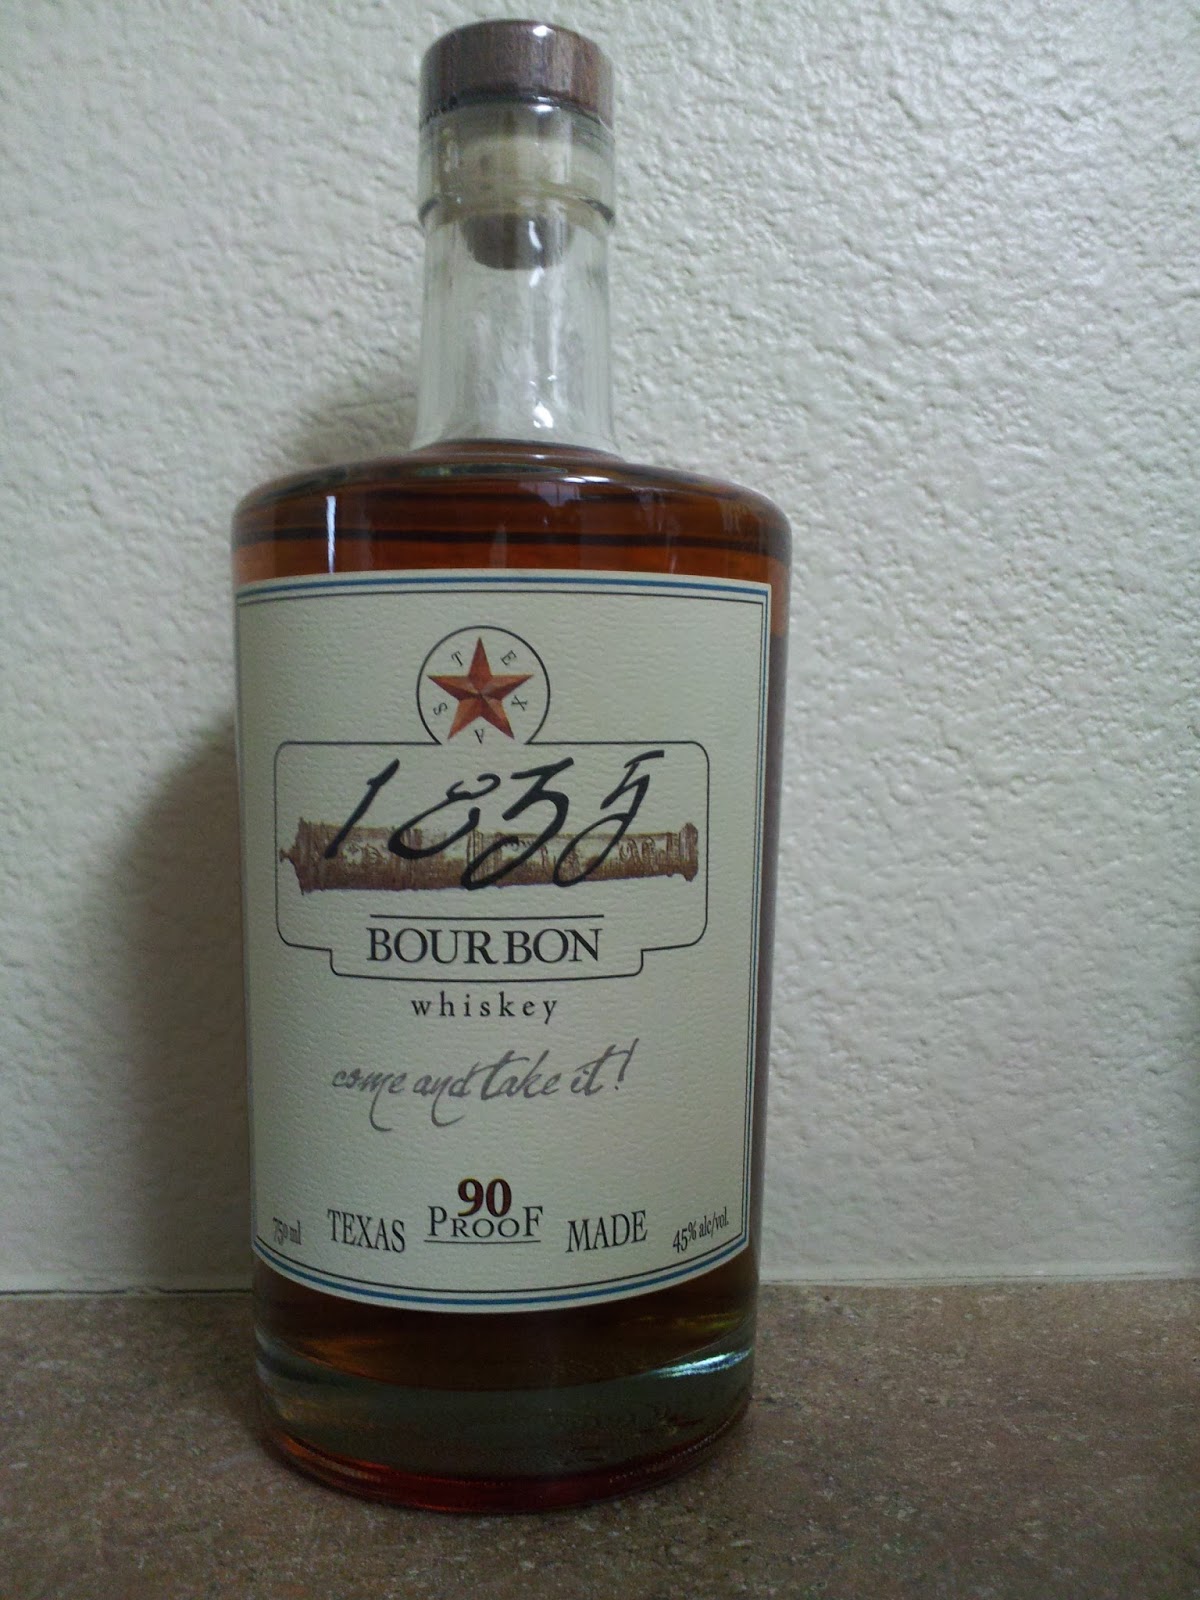 TEXAS
1835
BOURBON
whiskey
come and take it!
750 ml TEXAS 90 PROOF MADE 45% alc/vol.